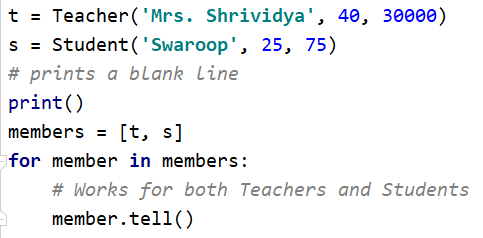 t = Teacher('Mrs. Shrividya', 40, 30000)
s = Student('Swaroop', 25, 75)
# prints a blank line
print()
members = [t, s]
for member in members:
    # Works for both Teachers and Students
    member.tell()